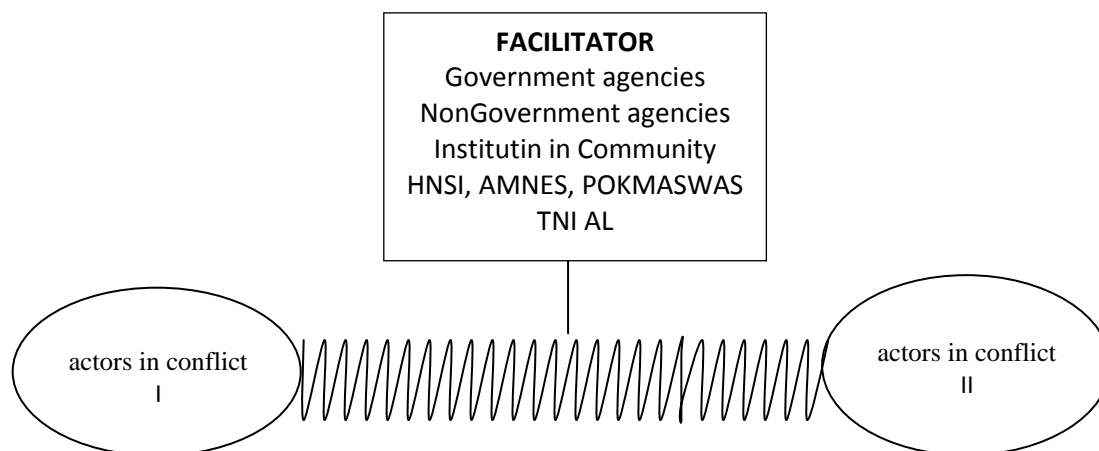 FACILITATOR
Government agencies
NonGovernment agencies
Institutin in Community
HNSI, AMNES, POKMASWAS
TNI AL
actors in conflict
I
actors in conflict
II